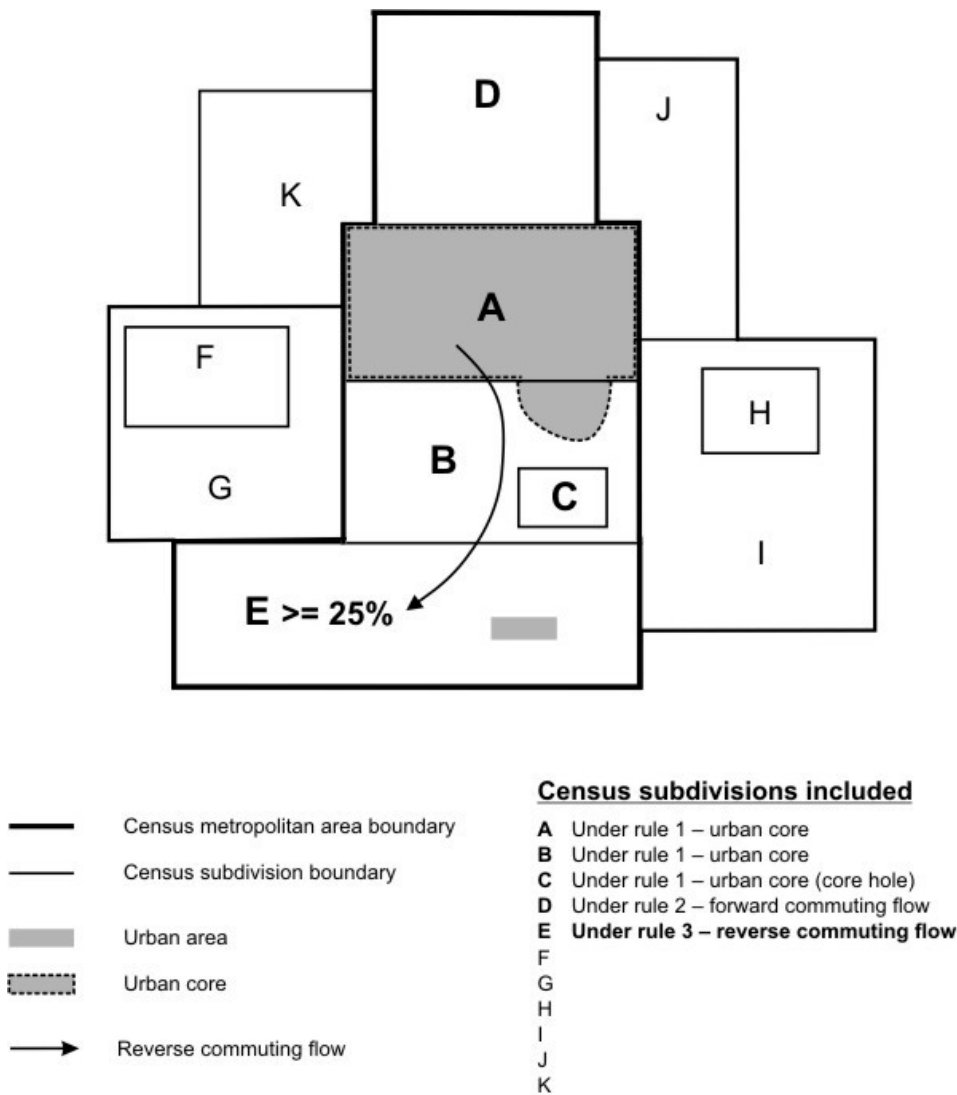 D
J
K
A
F
H
B
G
C
I
E >= 25%
Census metropolitan area boundary
Census subdivision boundary
Urban area
Urban core
Reverse commuting flow
Census subdivisions included
A Under rule 1 – urban core
B Under rule 1 – urban core
C Under rule 1 – urban core (core hole)
D Under rule 2 – forward commuting flow
E Under rule 3 – reverse commuting flow
F
G
H
I
J
K